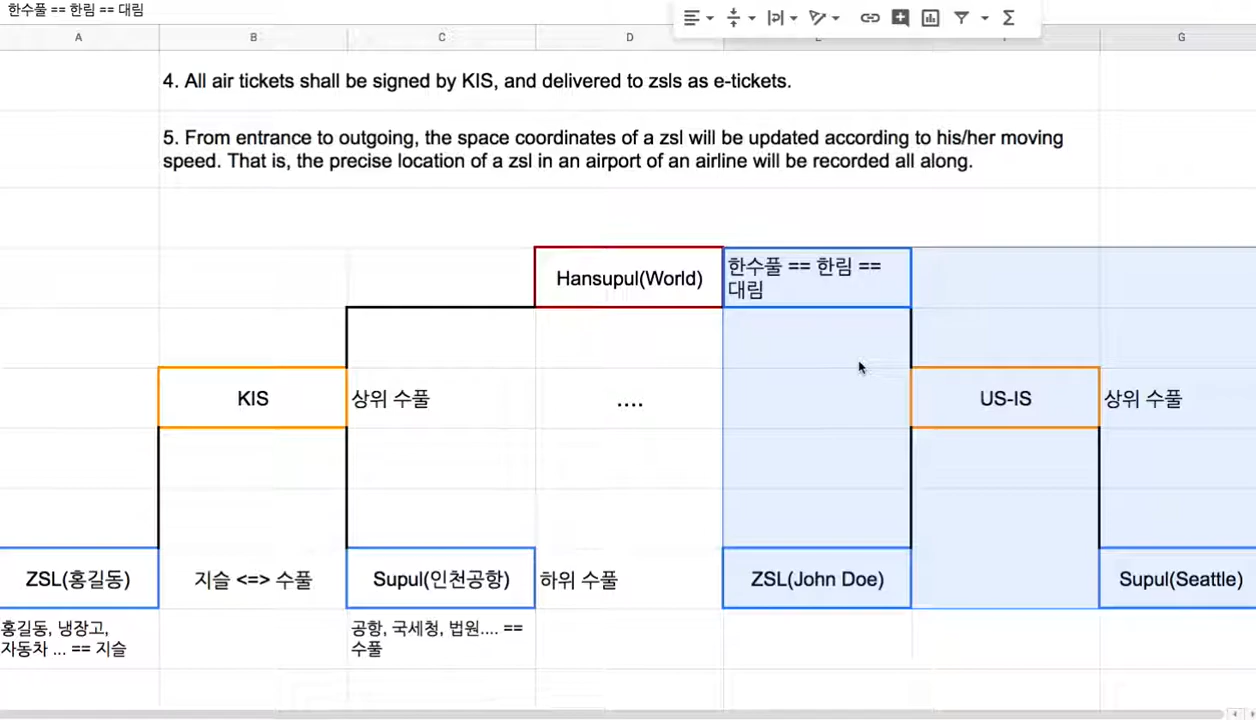 한수풀 == 한림 == 대림
A B C D E F G
4. All air tickets shall be signed by KIS, and delivered to zsls as e-tickets.
5. From entrance to outgoing, the space coordinates of a zsl will be updated according to his/her moving
speed. That is, the precise location of a zsl in an airport of an airline will be recorded all along.
Hansupul(World)
한수풀 == 한림 ==
대림
KIS
상위 수풀
....
US-IS
상위 수풀
ZSL(홍길동)
지슬 <=> 수풀
Supul(인천공항)
하위 수풀
ZSL(John Doe)
Supul(Seattle)
홍길동, 냉장고,
자동차 ... == 지슬
공항, 국세청, 법원.... ==
수풀